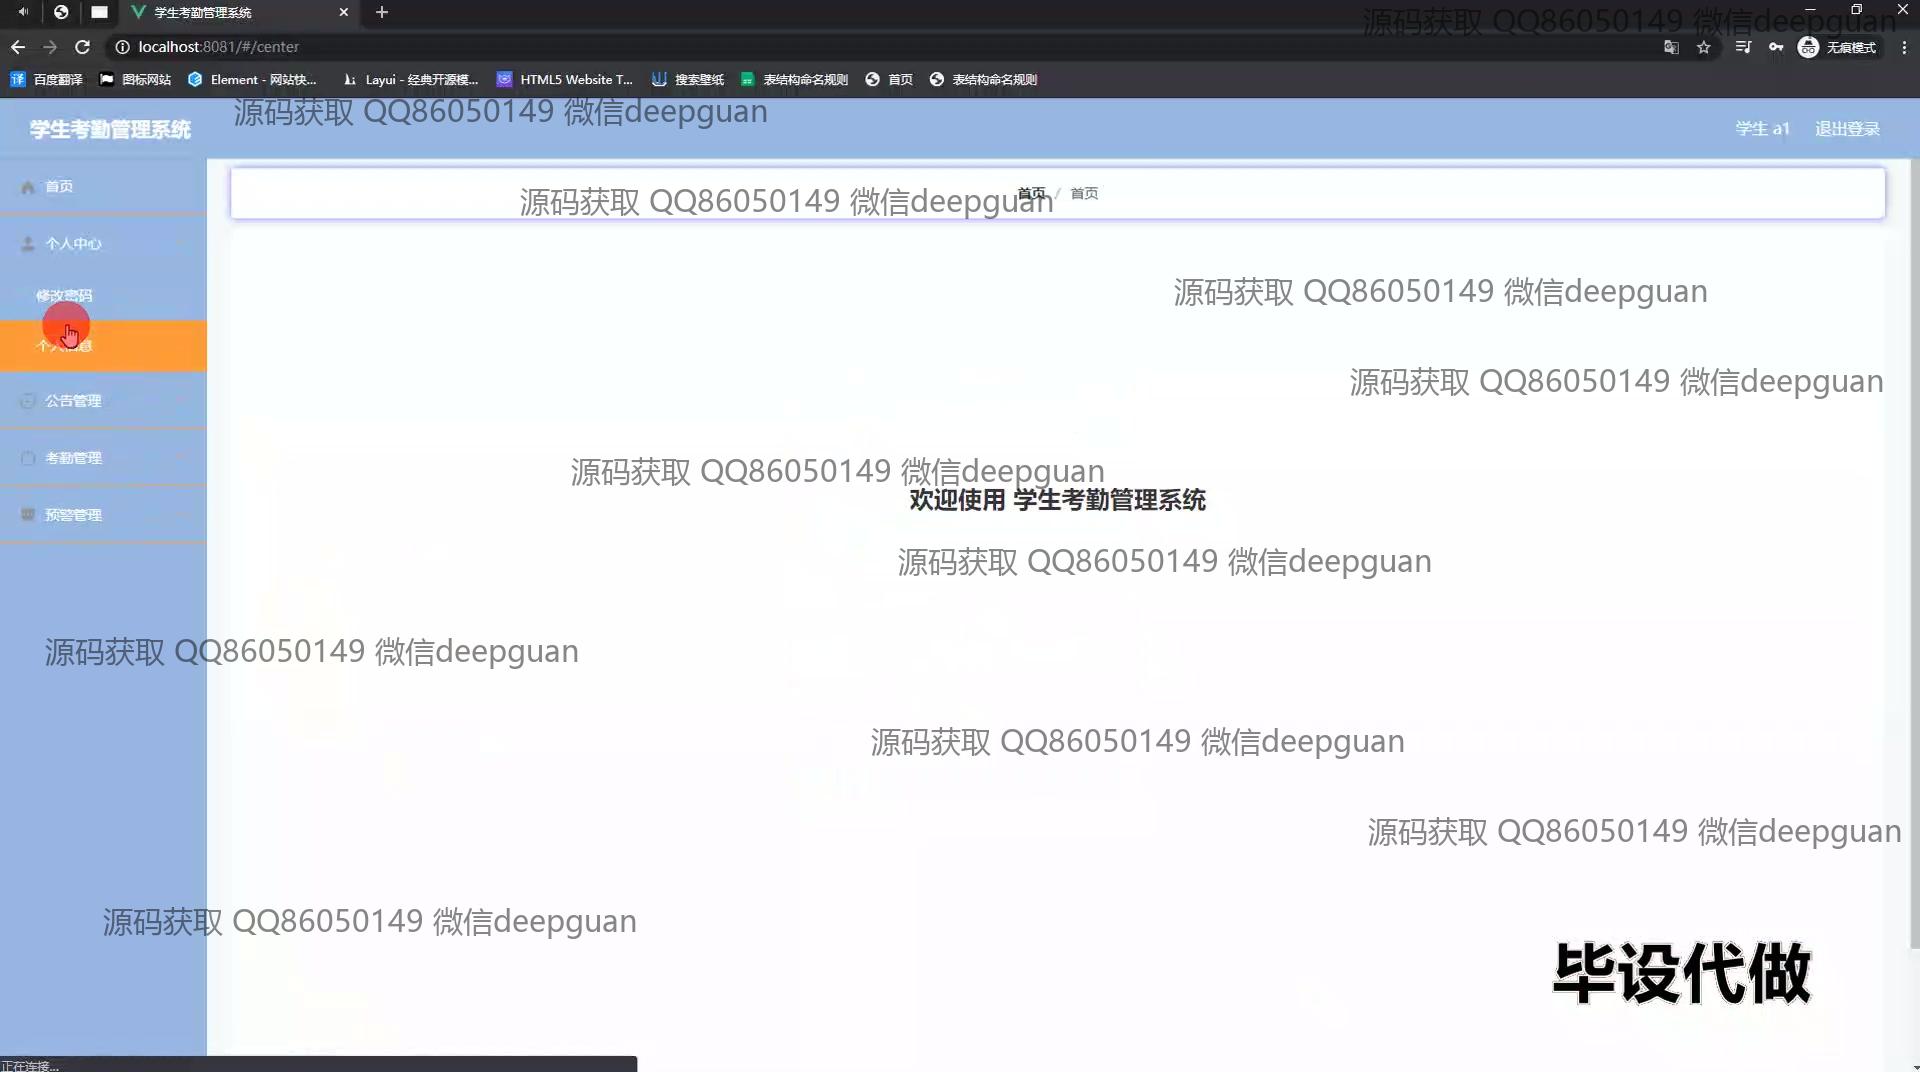 学生考勤管理系统
源码获取 QQ86050149 微信deepguan
localhost:8081/#/center
无痕模式
百度翻译
图标网站
Element - 网站快...
Layui - 经典开源模...
HTML5 Website T...
搜索壁纸
表结构命名规则
首页
表结构命名规则
学生考勤管理系统
源码获取 QQ86050149 微信deepguan
学生 a1
退出登录
首页
源码获取 QQ86050149 微信deepguan
首页 / 首页
个人中心
修改密码
源码获取 QQ86050149 微信deepguan
个人信息
源码获取 QQ86050149 微信deepguan
公告管理
考勤管理
源码获取 QQ86050149 微信deepguan
欢迎使用 学生考勤管理系统
预警管理
源码获取 QQ86050149 微信deepguan
源码获取 QQ86050149 微信deepguan
源码获取 QQ86050149 微信deepguan
源码获取 QQ86050149 微信deepguan
源码获取 QQ86050149 微信deepguan
毕设代做
正在连接...